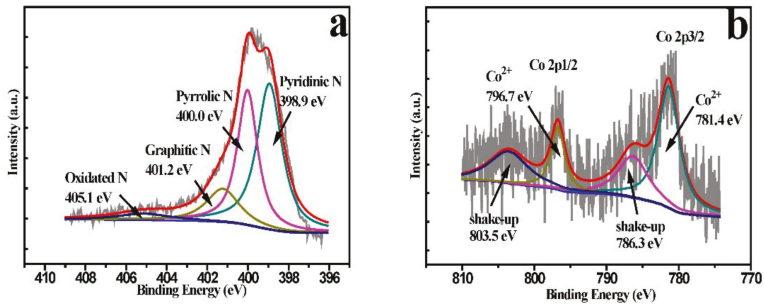 a
Pyrrolic N
400.0 eV
Pyridinic N
398.9 eV
Graphitic N
401.2 eV
Oxidated N
405.1 eV
Intensity (a.u.)
410 408 406 404 402 400 398 396
Binding Energy (eV)
b
Co 2p3/2
Co 2p1/2
Co²⁺
796.7 eV
Co²⁺
781.4 eV
shake-up
803.5 eV
shake-up
786.3 eV
Intensity (a.u.)
810 800 790 780 770
Binding Energy (eV)